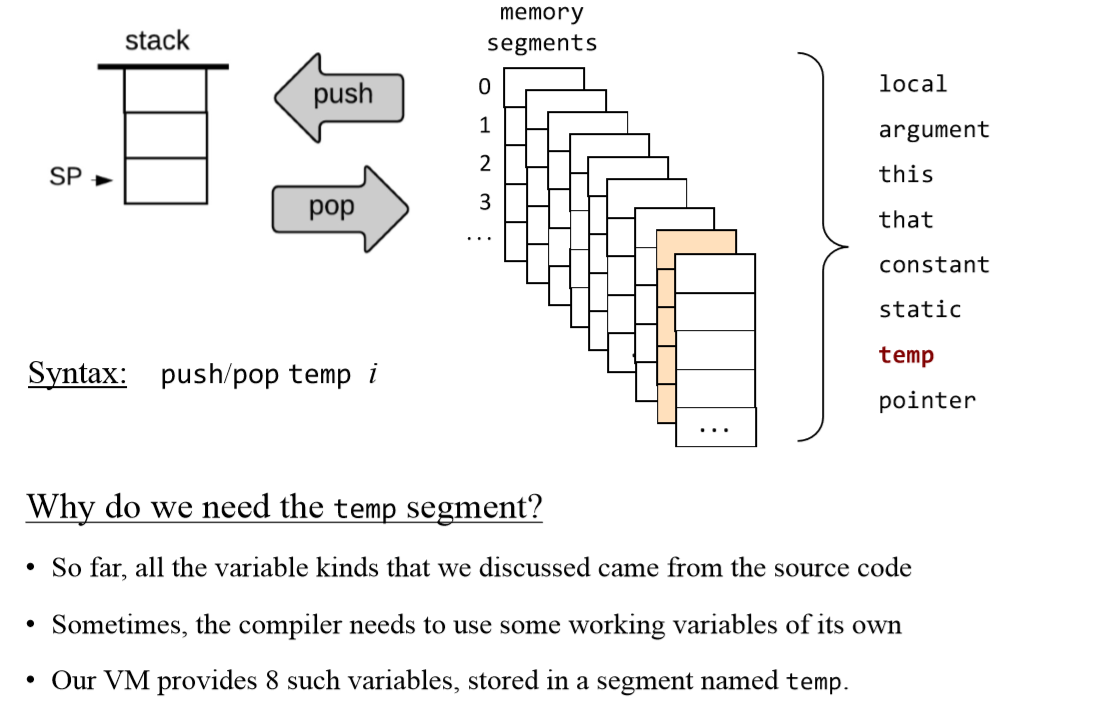 memory
segments
stack
push
pop
SP
0
1
2
3
...
...
local
argument
this
that
constant
static
temp
pointer
Syntax: push/pop temp i
Why do we need the temp segment?
• So far, all the variable kinds that we discussed came from the source code
• Sometimes, the compiler needs to use some working variables of its own
• Our VM provides 8 such variables, stored in a segment named temp.